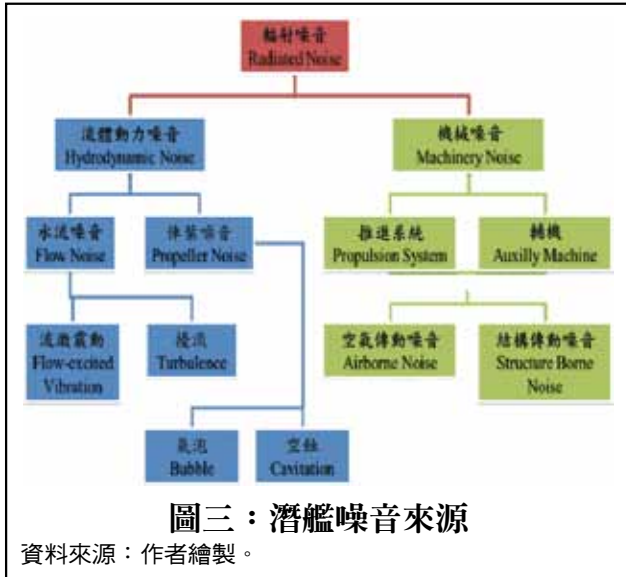 輻射噪音
Radiated Noise
流體動力噪音
Hydrodynamic Noise
機械噪音
Machinery Noise
水流噪音
Flow Noise
俥葉噪音
Propeller Noise
推進系統
Propulsion System
輔機
Auxilly Machine
流激震動
Flow-excited
Vibration
擾流
Turbulence
空氣傳動噪音
Airborne Noise
結構傳動噪音
Structure Borne
Noise
氣泡
Bubble
空蝕
Cavitation
圖三：潛艦噪音來源
資料來源：作者繪製。